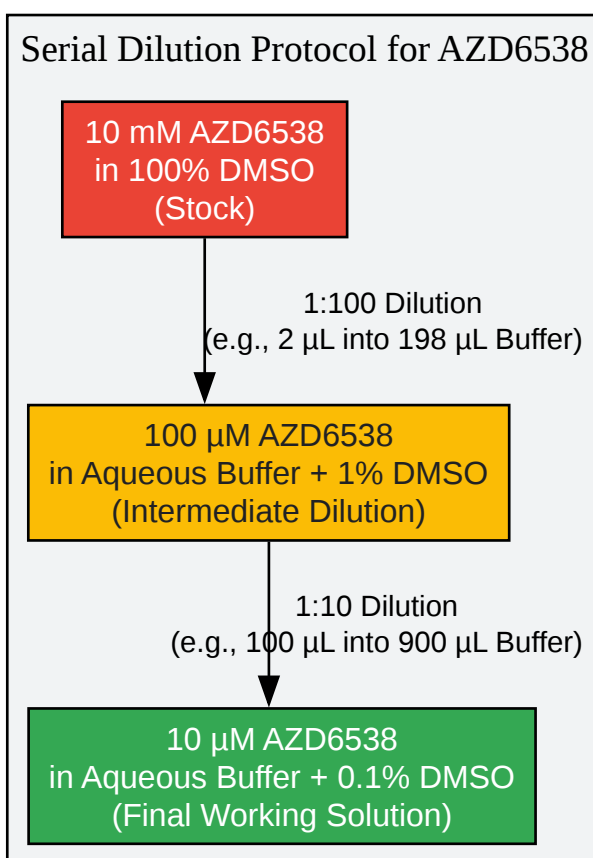 Serial Dilution Protocol for AZD6538
10 mM AZD6538
in 100% DMSO
(Stock)
1:100 Dilution
(e.g., 2 µL into 198 µL Buffer)
100 µM AZD6538
in Aqueous Buffer + 1% DMSO
(Intermediate Dilution)
1:10 Dilution
(e.g., 100 µL into 900 µL Buffer)
10 µM AZD6538
in Aqueous Buffer + 0.1% DMSO
(Final Working Solution)